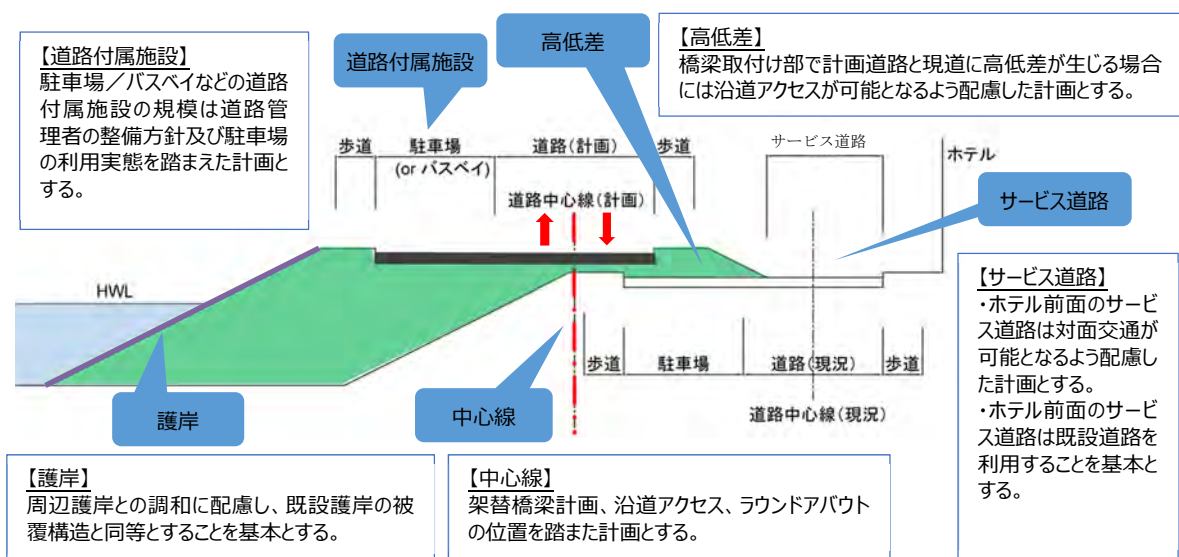 【道路付属施設】
駐車場／バスベイなどの道路
付属施設の規模は道路管
理者の整備方針及び駐車場
の利用実態を踏まえた計画と
する。
道路付属施設
高低差
【高低差】
橋梁取付け部で計画道路と現道に高低差が生じる場合
には沿道アクセスが可能となるよう配慮した計画とする。
歩道
駐車場
(or バスベイ)
道路(計画)
歩道
サービス道路
ホテル
道路中心線(計画)
サービス道路
HWL
【サービス道路】
・ホテル前面のサービ
ス道路は対面交通が
可能となるよう配慮し
た計画とする。
・ホテル前面のサービ
ス道路は既設道路を
利用することを基本と
する。
歩道
駐車場
道路(現況)
歩道
道路中心線(現況)
護岸
中心線
【護岸】
周辺護岸との調和に配慮し、既設護岸の被
覆構造と同等とすることを基本とする。
【中心線】
架替橋梁計画、沿道アクセス、ラウンドアバウト
の位置を踏また計画とする。